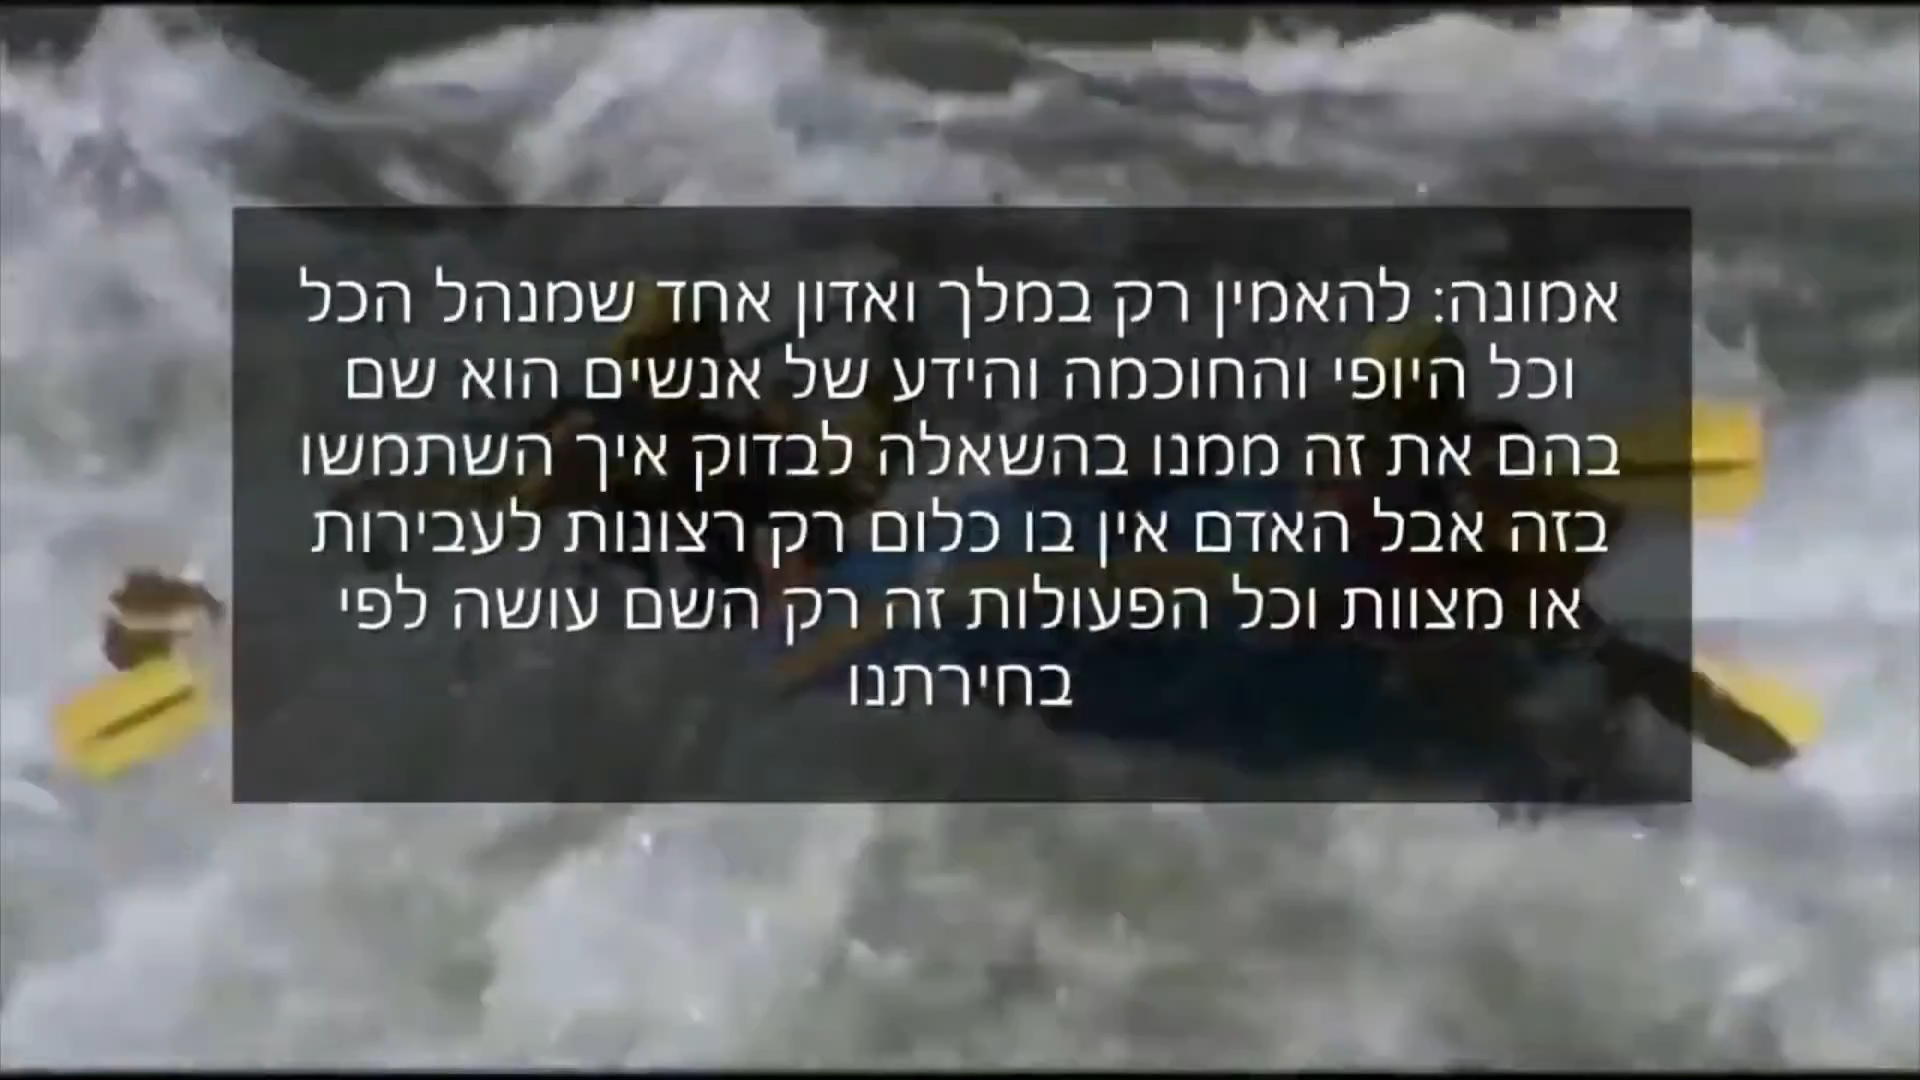 אמונה: להאמין רק במלך ואדון אחד שמנהל הכל
וכל היופי והחוכמה והידע של אנשים הוא שם
בהם את זה ממנו בהשאלה לבדוק איך השתמשו
בזה אבל האדם אין בו כלום רק רצונות לעבירות
או מצוות וכל הפעולות זה רק השם עושה לפי
בחירתנו